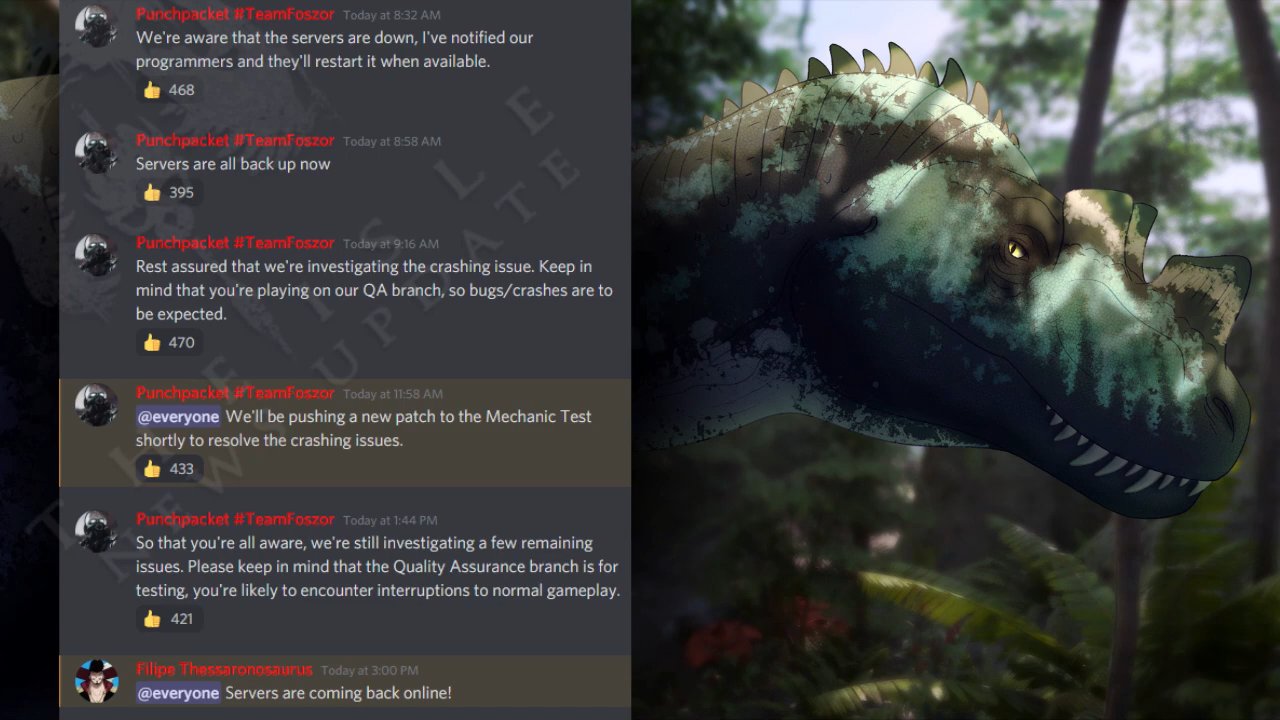 Punchpacket #TeamFoszor Today at 8:32 AM
We're aware that the servers are down, I've notified our
programmers and they'll restart it when available.
468
Punchpacket #TeamFoszor Today at 8:58 AM
Servers are all back up now
395
Punchpacket #TeamFoszor Today at 9:16 AM
Rest assured that we're investigating the crashing issue. Keep in
mind that you're playing on our QA branch, so bugs/crashes are to
be expected.
470
Punchpacket #TeamFoszor Today at 11:58 AM
@everyone We'll be pushing a new patch to the Mechanic Test
shortly to resolve the crashing issues.
433
Punchpacket #TeamFoszor Today at 1:44 PM
So that you're all aware, we're still investigating a few remaining
issues. Please keep in mind that the Quality Assurance branch is for
testing, you're likely to encounter interruptions to normal gameplay.
421
Filipe Thessaronosaurus Today at 3:00 PM
@everyone Servers are coming back online!
THE ISLE
NEWS UPDATE